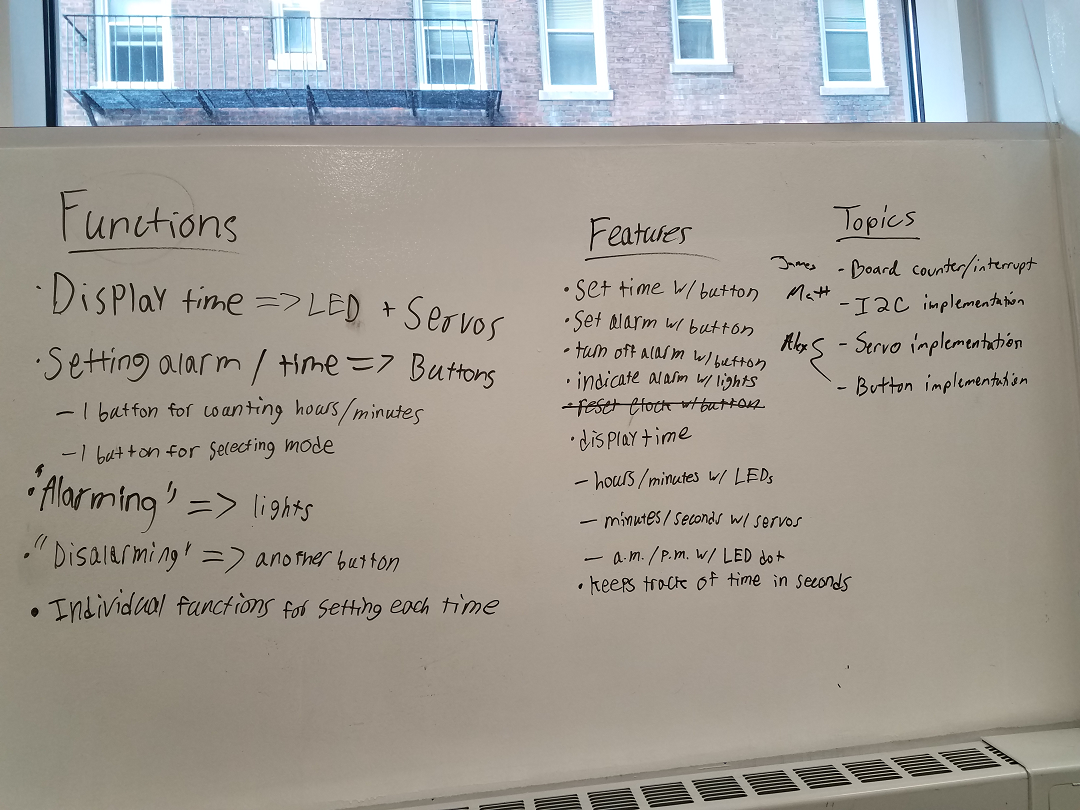 Functions
• Display time => LED + Servos
• Setting alarm / time => Buttons
– 1 button for counting hours/minutes
– 1 button for selecting mode
• "Alarming" => lights
• "Disalarming" => another button
• Individual functions for setting each time
Features
• Set time w/ button
• Set alarm w/ button
• turn off alarm w/ button
• indicate alarm w/ lights
• reset clock w/ button
• display time
– hours/minutes w/ LEDs
– minutes/seconds w/ servos
– a.m./p.m. w/ LED dot
• keeps track of time in seconds
Topics
James - Board counter/interrupt
Matt - I2C implementation
Alex - Servo implementation
- Button implementation